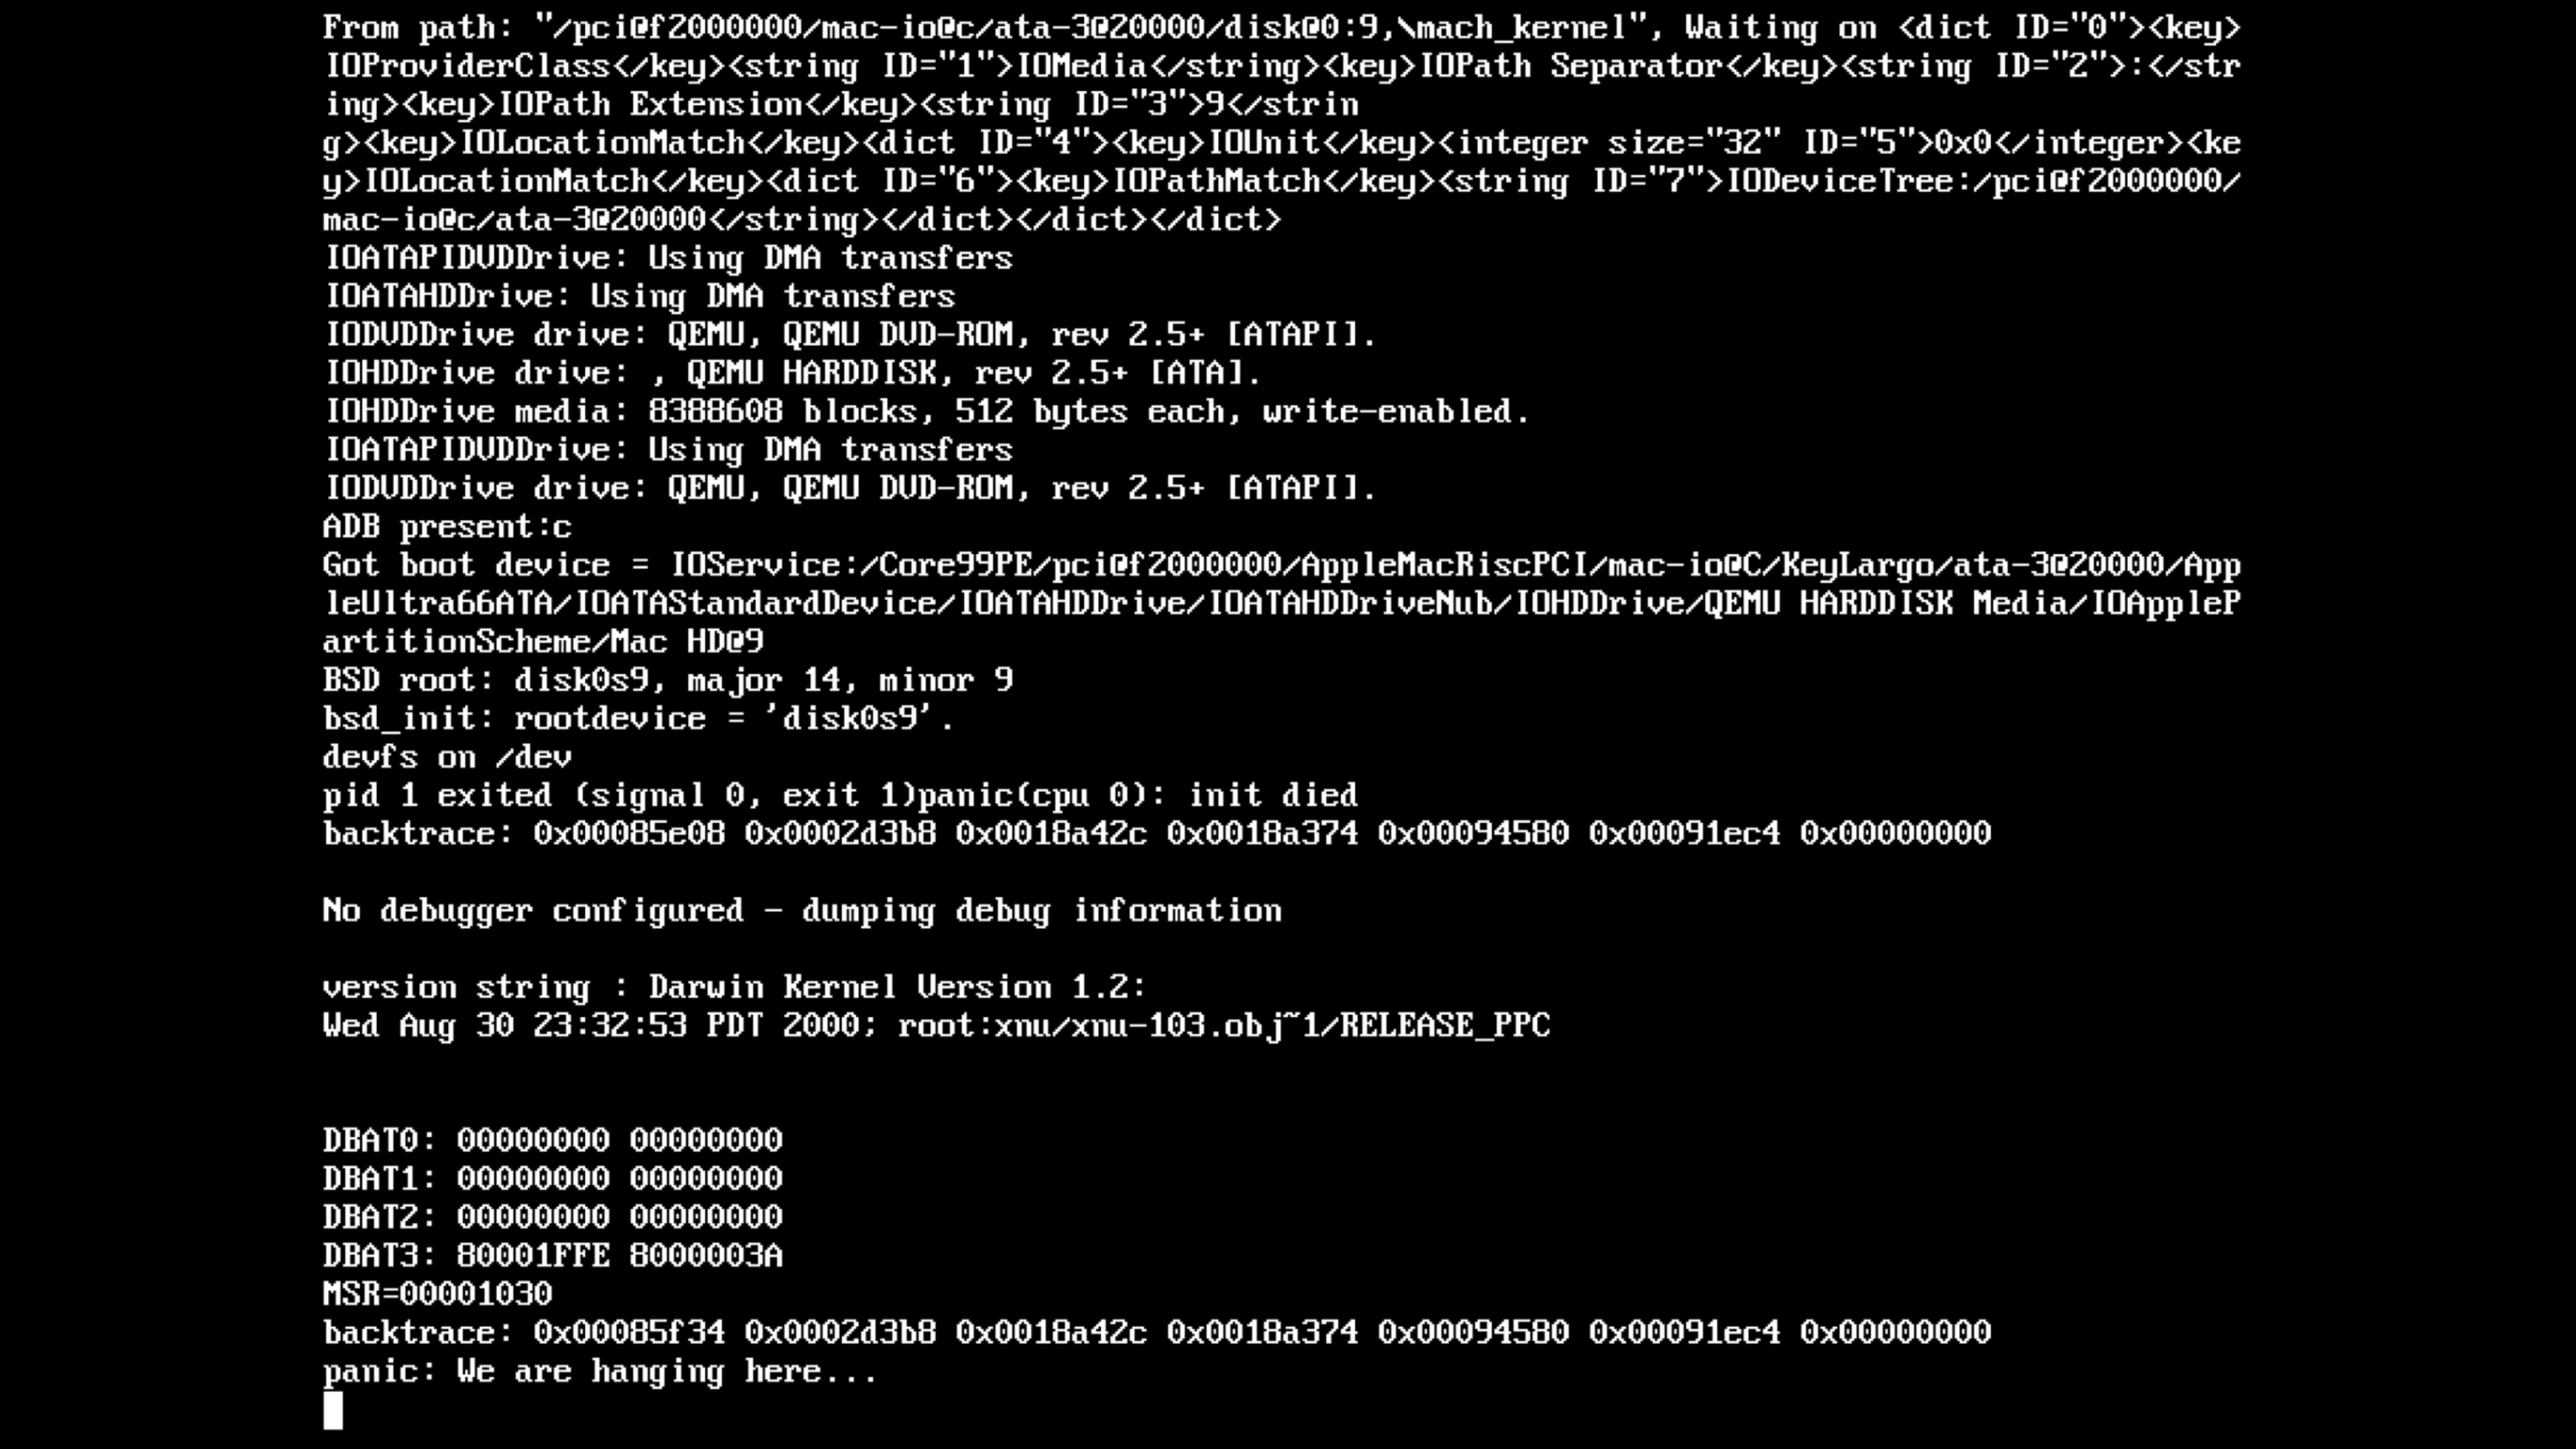 From path: "/pci@f2000000/mac-io@c/ata-3@20000/disk@0:9,\mach_kernel", Waiting on <dict ID="0"><key>
IOProviderClass</key><string ID="1">IOMedia</string><key>IOPath Separator</key><string ID="2">:</str
ing><key>IOPath Extension</key><string ID="3">9</strin
g><key>IOLocationMatch</key><dict ID="4"><key>IOUnit</key><integer size="32" ID="5">0x0</integer><ke
y>IOLocationMatch</key><dict ID="6"><key>IOPathMatch</key><string ID="7">IODeviceTree:/pci@f2000000/
mac-io@c/ata-3@20000</string></dict></dict></dict>
IOATAPIDVDDrive: Using DMA transfers
IOATAHDDrive: Using DMA transfers
IODVDDrive drive: QEMU, QEMU DVD-ROM, rev 2.5+ [ATAPI].
IOHDDrive drive: , QEMU HARDDISK, rev 2.5+ [ATA].
IOHDDrive media: 8388608 blocks, 512 bytes each, write-enabled.
IOATAPIDVDDrive: Using DMA transfers
IODVDDrive drive: QEMU, QEMU DVD-ROM, rev 2.5+ [ATAPI].
ADB present:c
Got boot device = IOService:/Core99PE/pci@f2000000/AppleMacRiscPCI/mac-io@C/KeyLargo/ata-3@20000/App
leUltra66ATA/IOATAStandardDevice/IOATAHDDrive/IOATAHDDriveNub/IOHDDrive/QEMU HARDDISK Media/IOAppleP
artitionScheme/Mac HD@9
BSD root: disk0s9, major 14, minor 9
bsd_init: rootdevice = 'disk0s9'.
devfs on /dev
pid 1 exited (signal 0, exit 1)panic(cpu 0): init died
backtrace: 0x00085e08 0x0002d3b8 0x0018a42c 0x0018a374 0x00094580 0x00091ec4 0x00000000
No debugger configured - dumping debug information
version string : Darwin Kernel Version 1.2:
Wed Aug 30 23:32:53 PDT 2000; root:xnu/xnu-103.obj~1/RELEASE_PPC
DBAT0: 00000000 00000000
DBAT1: 00000000 00000000
DBAT2: 00000000 00000000
DBAT3: 80001FFE 8000003A
MSR=00001030
backtrace: 0x00085f34 0x0002d3b8 0x0018a42c 0x0018a374 0x00094580 0x00091ec4 0x00000000
panic: We are hanging here...